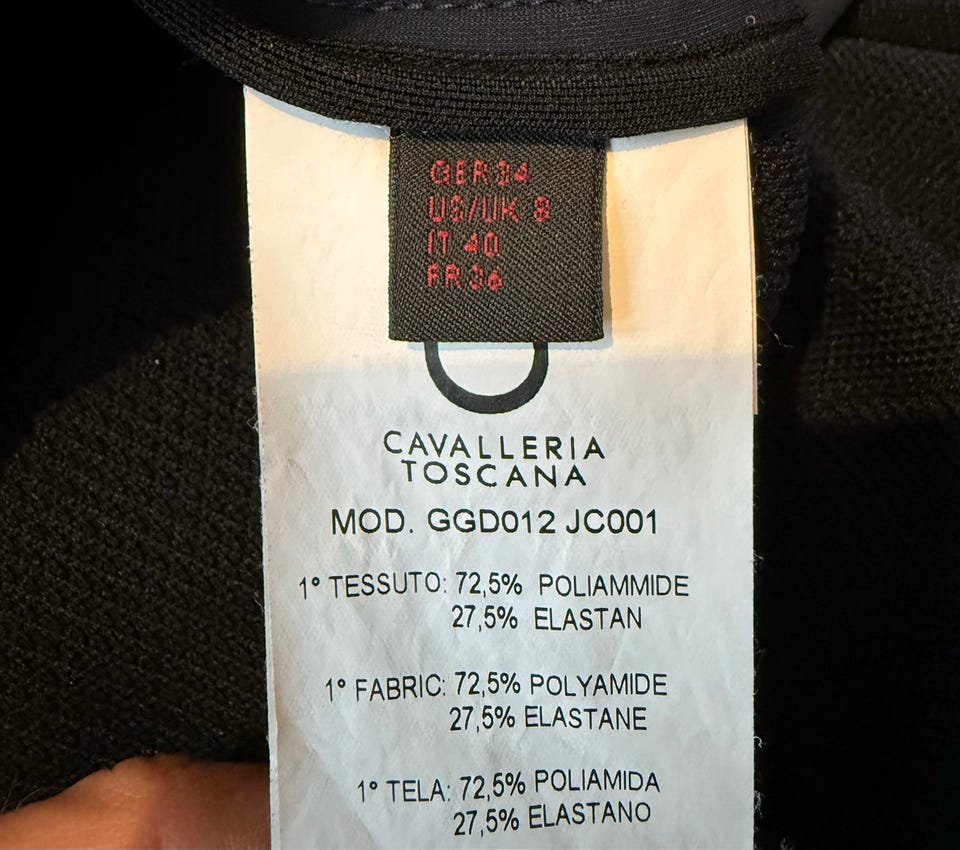 GER 34
US/UK 8
IT 40
FR 36
CAVALLERIA
TOSCANA
MOD. GGD012 JC001
1° TESSUTO: 72,5% POLIAMMIDE
27,5% ELASTAN
1° FABRIC: 72,5% POLYAMIDE
27,5% ELASTANE
1° TELA: 72,5% POLIAMIDA
27,5% ELASTANO